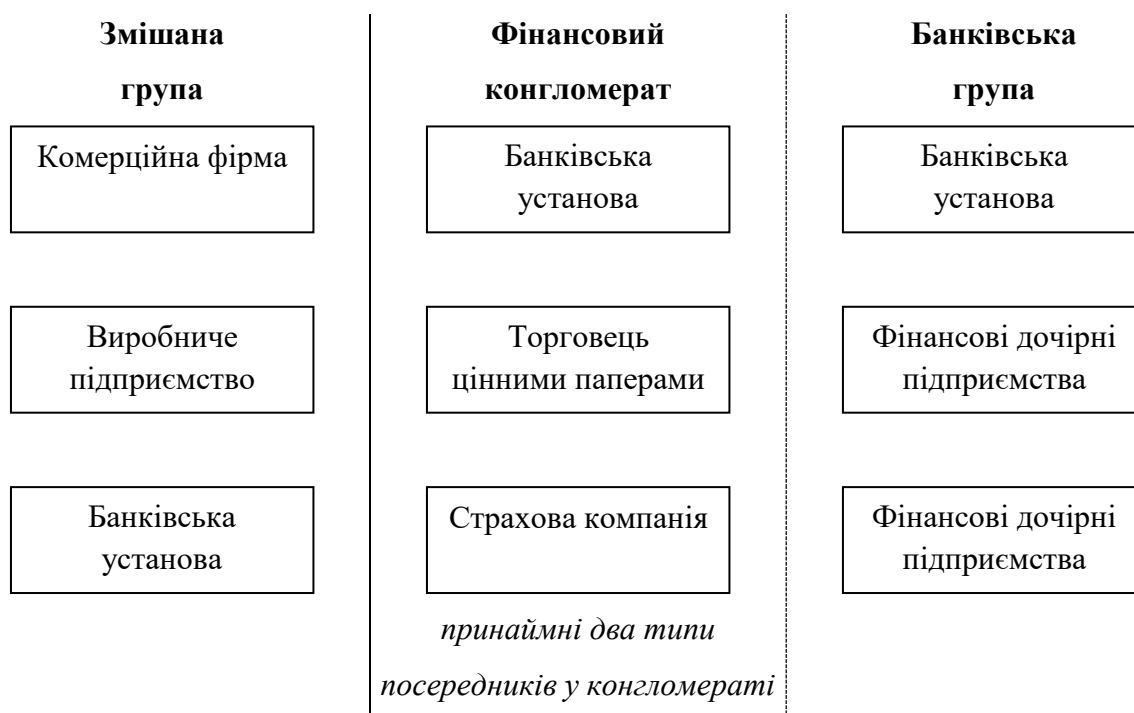 Змішана
група
Комерційна фірма
Виробниче
підприємство
Банківська
установа
Фінансовий
конгломерат
Банківська
установа
Торговець
цінними паперами
Страхова компанія
принаймні два типи
посередників у конгломераті
Банківська
група
Банківська
установа
Фінансові дочірні
підприємства
Фінансові дочірні
підприємства